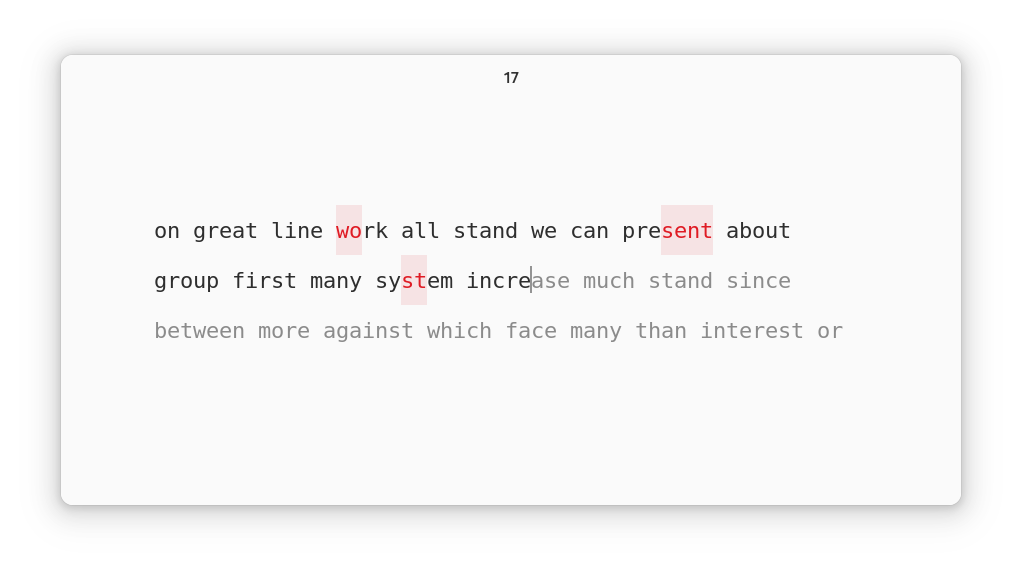 17
on great line work all stand we can present about
group first many system increase much stand since
between more against which face many than interest or